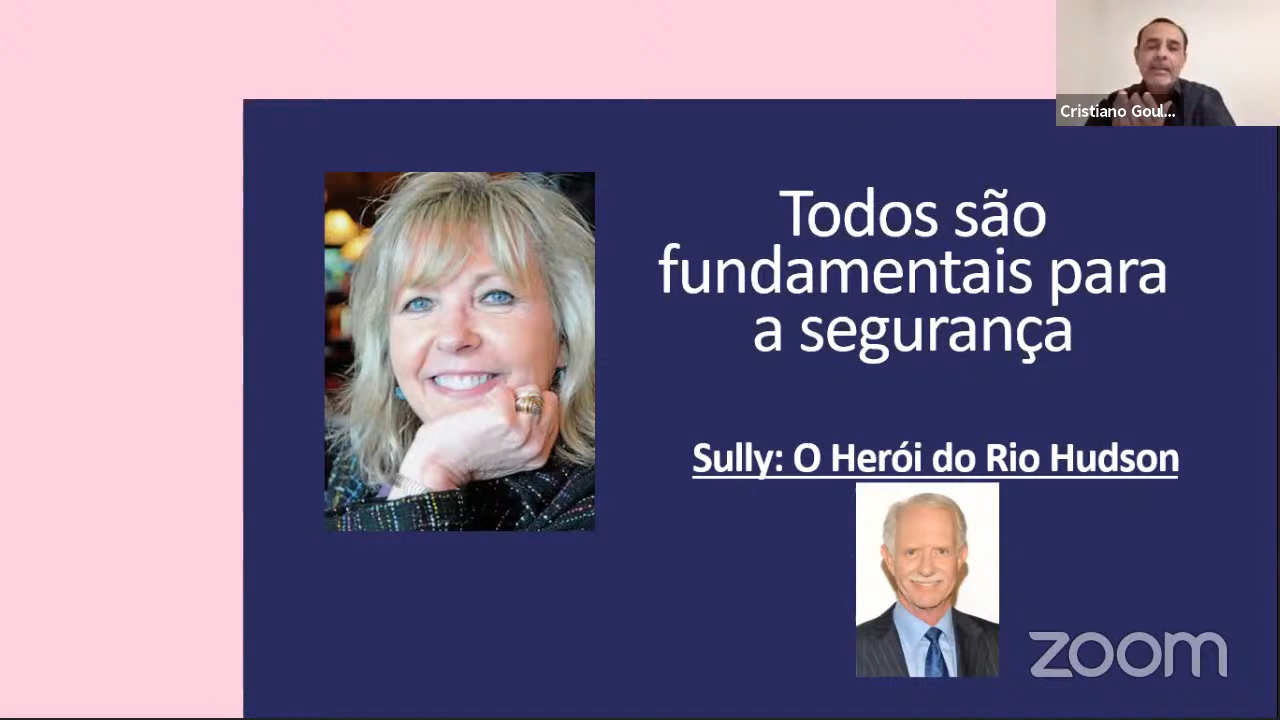 Cristiano Goul...
Todos são
fundamentais para
a segurança
Sully: O Herói do Rio Hudson
zoom